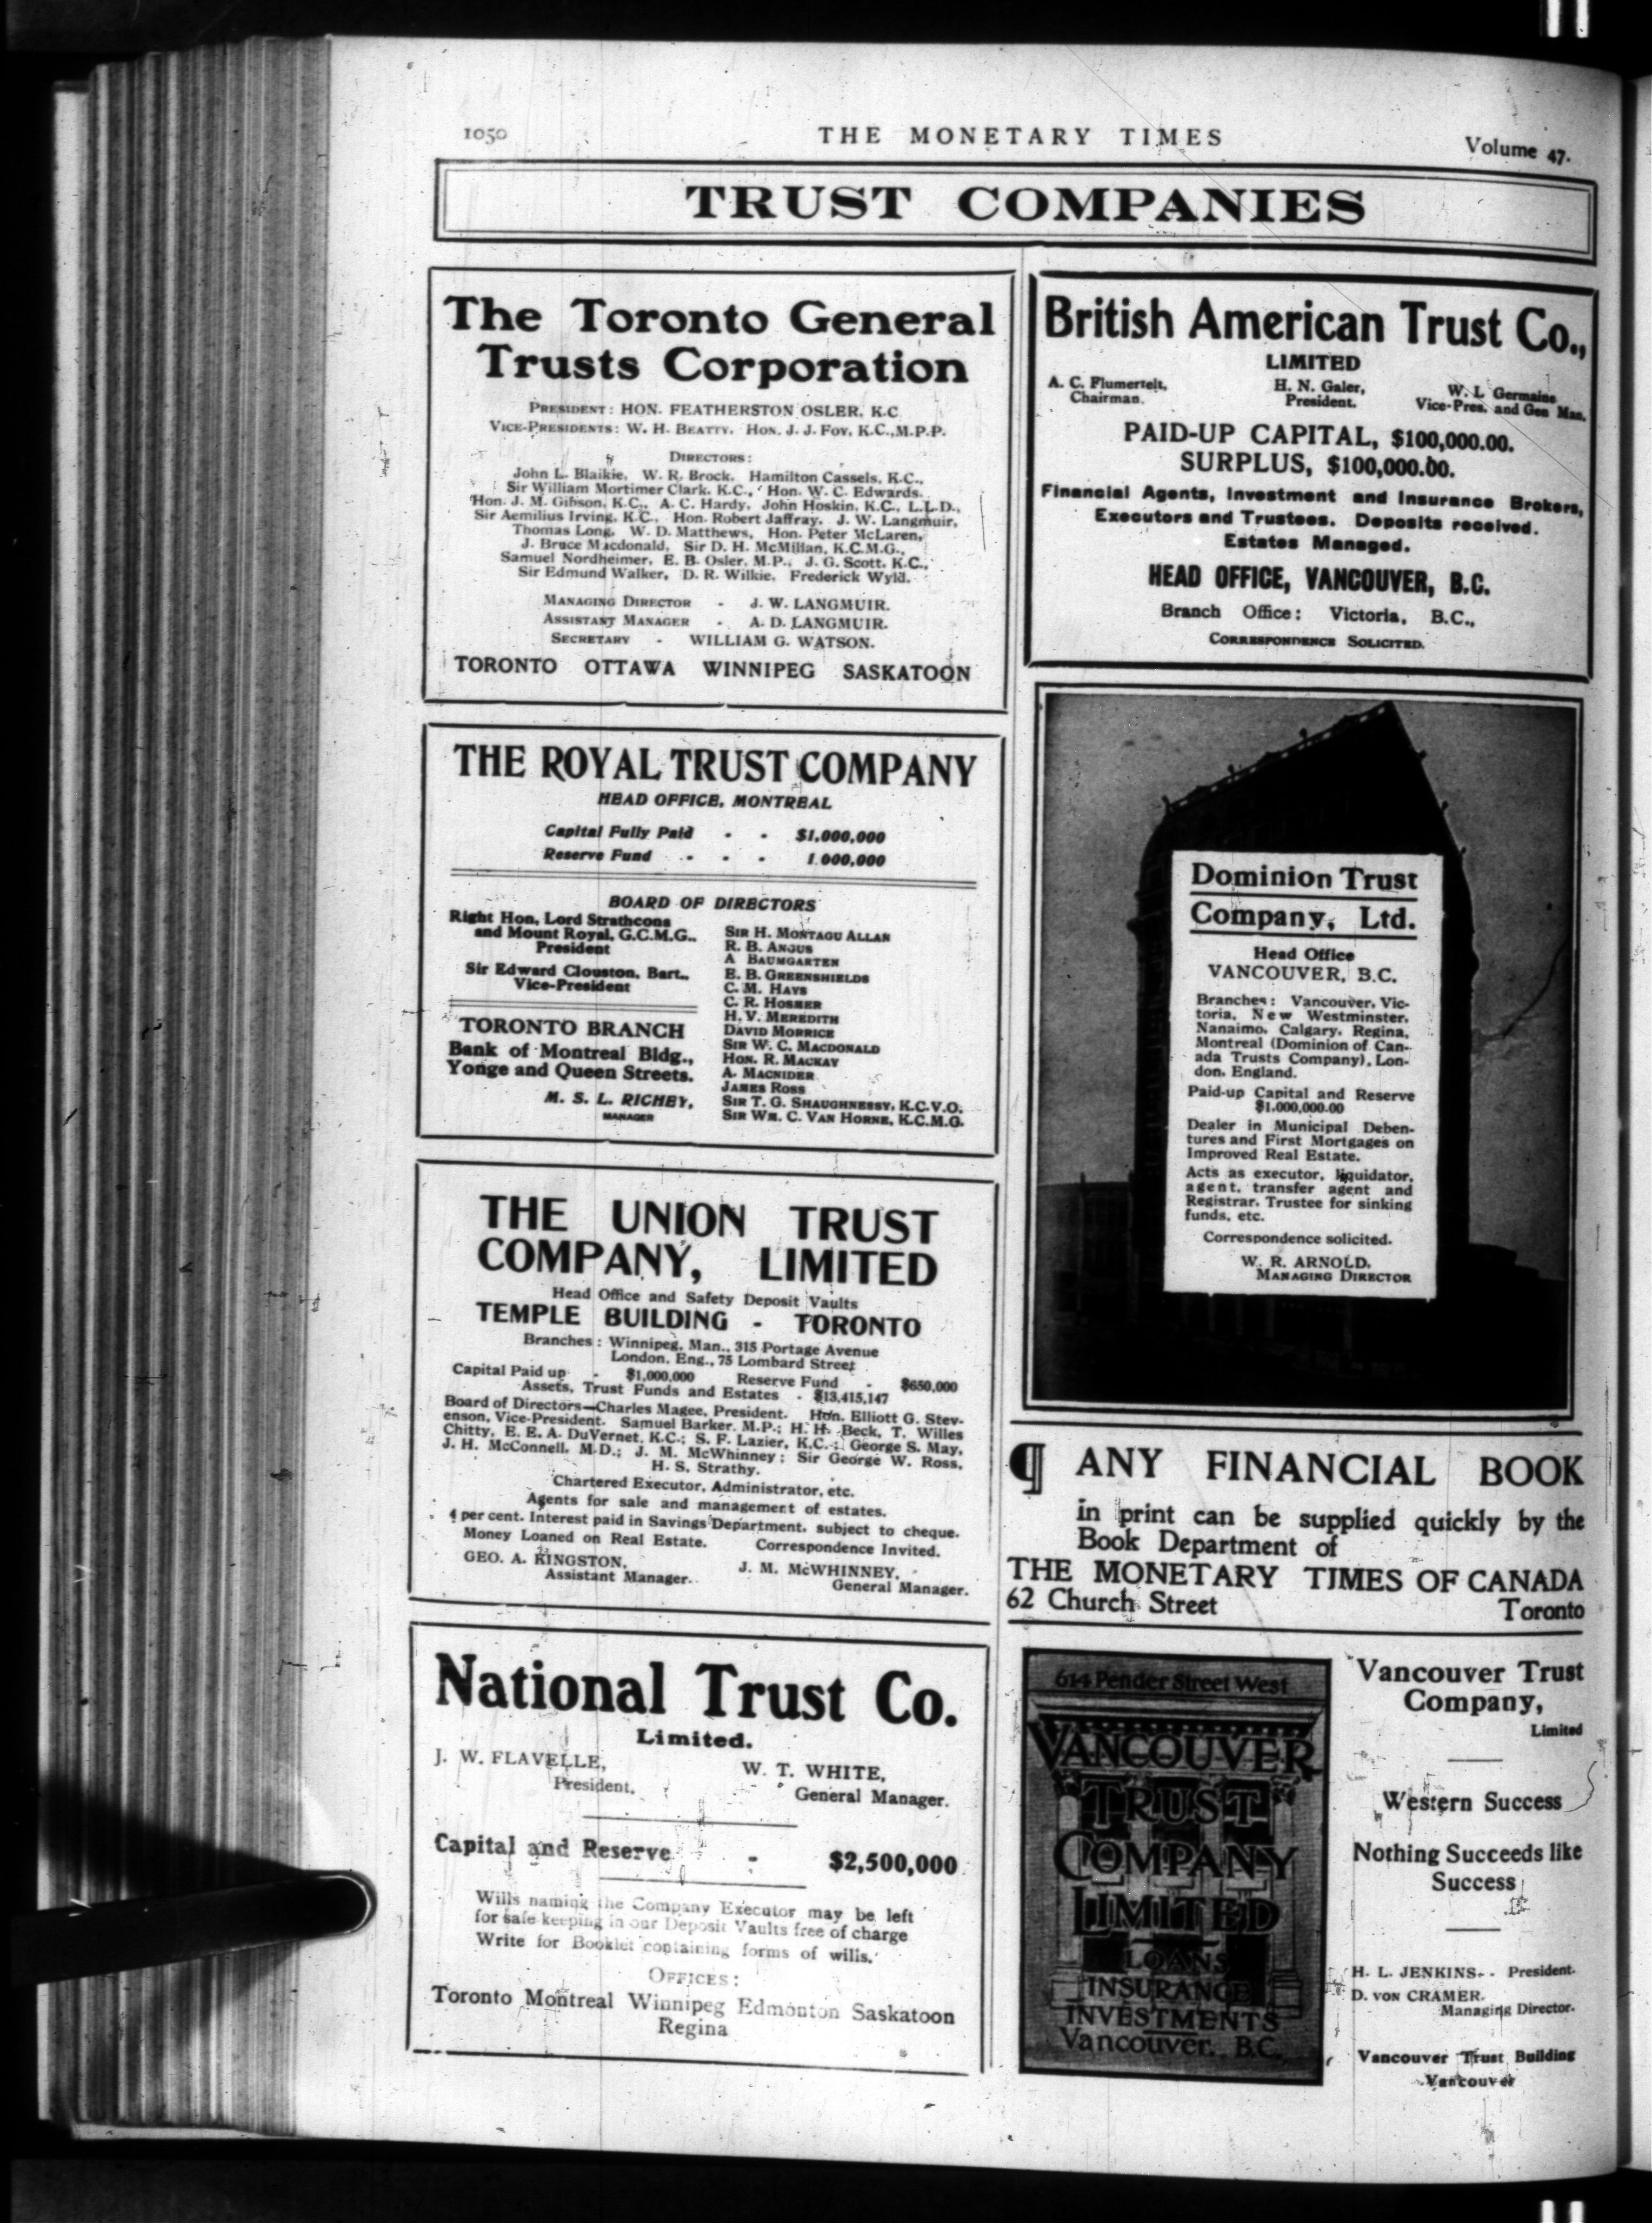 1050
THE MONETARY TIMES
Volume 47.
TRUST COMPANIES
The Toronto General
Trusts Corporation
PRESIDENT: HON. FEATHERSTON OSLER, K.C
VICE-PRESIDENTS: W. H. BEATTY, HON. J. J. FOY, K.C., M.P.P.
DIRECTORS:
John L. Blaikie, W. R. Brock, Hamilton Cassels, K.C.,
Sir William Mortimer Clark, K.C., Hon. W. C. Edwards,
Hon. J. M. Gibson, K.C., A. C. Hardy, John Hoskin, K.C., L.L.D.,
Sir Aemilius Irving, K.C., Hon. Robert Jaffray, J. W. Langmuir,
Thomas Long, W. D. Matthews, Hon. Peter McLaren,
J. Bruce Macdonald, Sir D. H. McMillan, K.C.M.G.,
Samuel Nordheimer, E. B. Osler, M.P., J. G. Scott, K.C.,
Sir Edmund Walker, D. R. Wilkie, Frederick Wyld.
MANAGING DIRECTOR - J. W. LANGMUIR.
ASSISTANT MANAGER - A. D. LANGMUIR.
SECRETARY - WILLIAM G. WATSON.
TORONTO OTTAWA WINNIPEG SASKATOON
THE ROYAL TRUST COMPANY
HEAD OFFICE, MONTREAL
Capital Fully Paid - - $1,000,000
Reserve Fund - - - 1,000,000
BOARD OF DIRECTORS
Right Hon. Lord Strathcona
and Mount Royal, G.C.M.G.,
President
Sir Edward Clouston, Bart.,
Vice-President
TORONTO BRANCH
Bank of Montreal Bldg.,
Yonge and Queen Streets.
M. S. L. RICHEY,
MANAGER
SIR H. MONTAGU ALLAN
R. B. ANGUS
A BAUMGARTEN
E. B. GREENSHIELDS
C. M. HAYS
C. R. HOSMER
H. V. MEREDITH
DAVID MORRICE
SIR W. C. MACDONALD
HON. R. MACKAY
A. MACNIDER
JAMES ROSS
SIR T. G. SHAUGHNESSY, K.C.V.O.
SIR WM. C. VAN HORNE, K.C.M.G.
THE UNION TRUST
COMPANY, LIMITED
Head Office and Safety Deposit Vaults
TEMPLE BUILDING - TORONTO
Branches: Winnipeg, Man., 315 Portage Avenue
London, Eng., 75 Lombard Street
Capital Paid up - $1,000,000 Reserve Fund - $650,000
Assets, Trust Funds and Estates - $13,415,147
Board of Directors—Charles Magee, President. Hon. Elliott G. Stev-
enson, Vice-President. Samuel Barker, M.P.; H. H. Beck, T. Willes
Chitty, E. E. A. DuVernet, K.C.; S. F. Lazier, K.C.; George S. May,
J. H. McConnell, M.D.; J. M. McWhinney; Sir George W. Ross,
H. S. Strathy.
Chartered Executor, Administrator, etc.
Agents for sale and management of estates.
4 per cent. Interest paid in Savings Department, subject to cheque.
Money Loaned on Real Estate. Correspondence Invited.
GEO. A. KINGSTON,
Assistant Manager.
J. M. McWHINNEY,
General Manager.
National Trust Co.
Limited.
J. W. FLAVELLE,
President.
W. T. WHITE,
General Manager.
Capital and Reserve - $2,500,000
Wills naming the Company Executor may be left
for safe keeping in our Deposit Vaults free of charge
Write for Booklet containing forms of wills.
OFFICES:
Toronto Montreal Winnipeg Edmonton Saskatoon
Regina
British American Trust Co.,
LIMITED
A. C. Flumerfelt,
Chairman.
H. N. Galer,
President.
W. L Germaine
Vice-Pres. and Gen Man.
PAID-UP CAPITAL, $100,000.00.
SURPLUS, $100,000.00.
Financial Agents, Investment and Insurance Brokers,
Executors and Trustees. Deposits received.
Estates Managed.
HEAD OFFICE, VANCOUVER, B.C.
Branch Office: Victoria, B.C.,
CORRESPONDENCE SOLICITED.
Dominion Trust
Company, Ltd.
Head Office
VANCOUVER, B.C.
Branches: Vancouver, Vic-
toria, New Westminster,
Nanaimo, Calgary, Regina,
Montreal (Dominion of Can-
ada Trusts Company), Lon-
don, England.
Paid-up Capital and Reserve
$1,000,000.00
Dealer in Municipal Deben-
tures and First Mortgages on
Improved Real Estate.
Acts as executor, liquidator,
agent, transfer agent and
Registrar. Trustee for sinking
funds, etc.
Correspondence solicited.
W. R. ARNOLD,
MANAGING DIRECTOR
¶ ANY FINANCIAL BOOK
in print can be supplied quickly by the
Book Department of
THE MONETARY TIMES OF CANADA
62 Church Street Toronto
614 Pender Street West
VANCOUVER
TRUST
COMPANY
LIMITED
LOANS
INSURANCE
INVESTMENTS
Vancouver, B.C.
Vancouver Trust
Company,
Limited
Western Success
Nothing Succeeds like
Success
H. L. JENKINS - - President.
D. VON CRAMER.
Managing Director.
Vancouver Trust Building
Vancouver